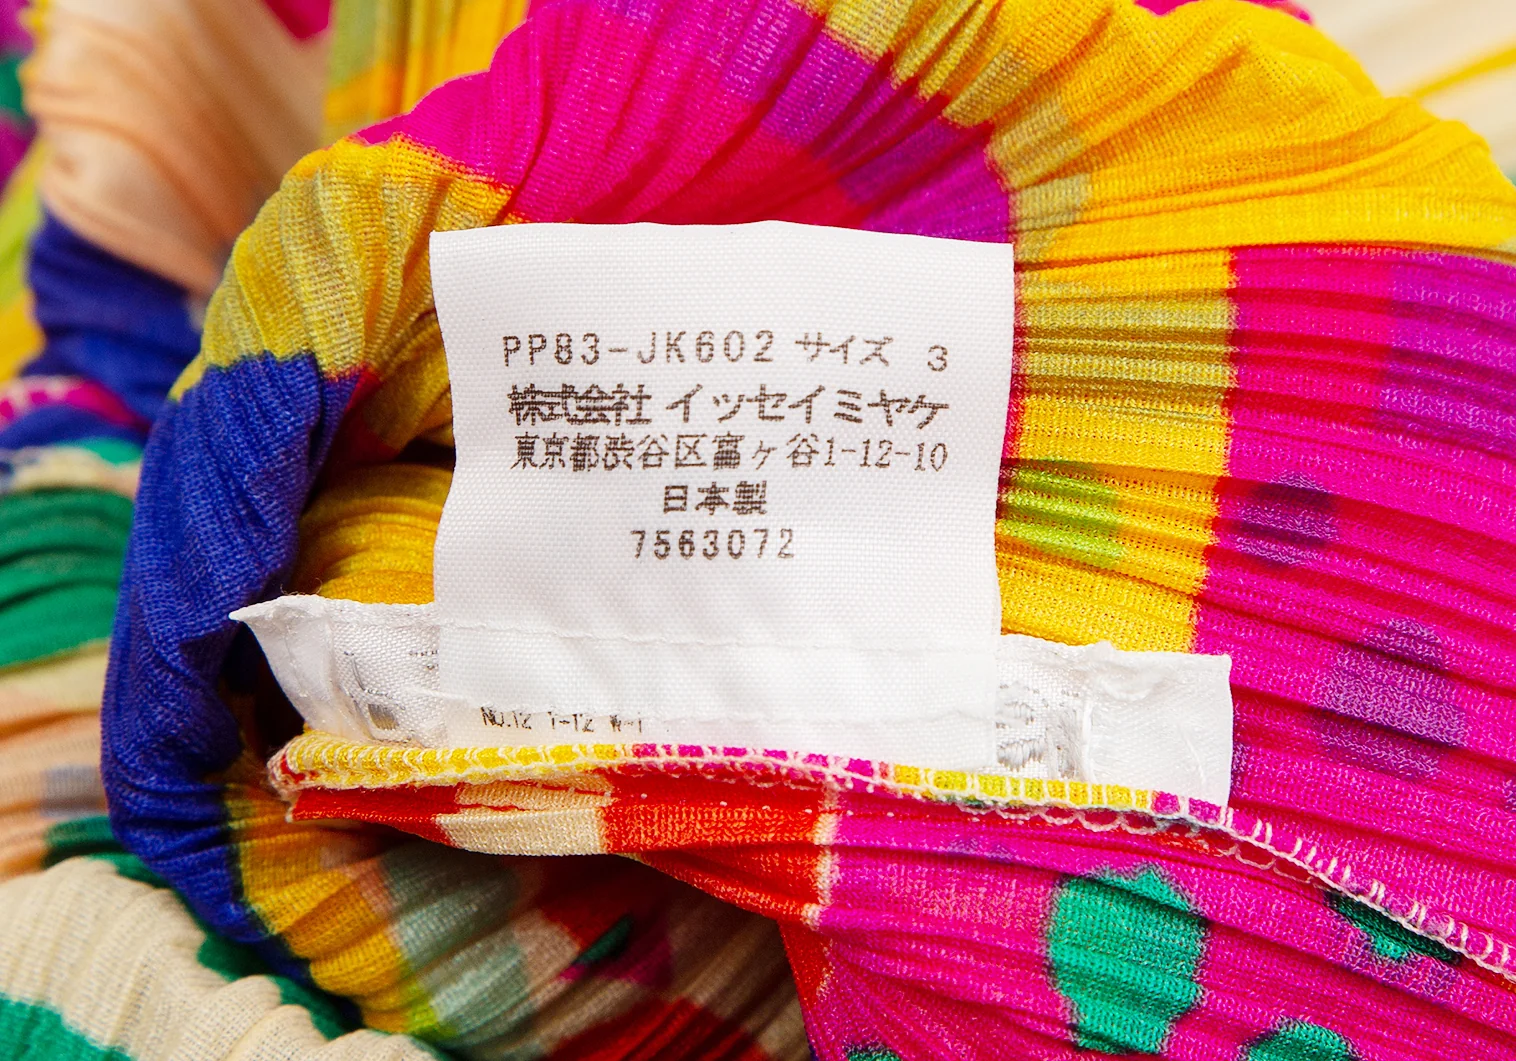 PP83-JK602 サイズ 3
株式会社 イッセイミヤケ
東京都渋谷区富ヶ谷1-12-10
日本製
7563072
NO.12 T-12 W-1